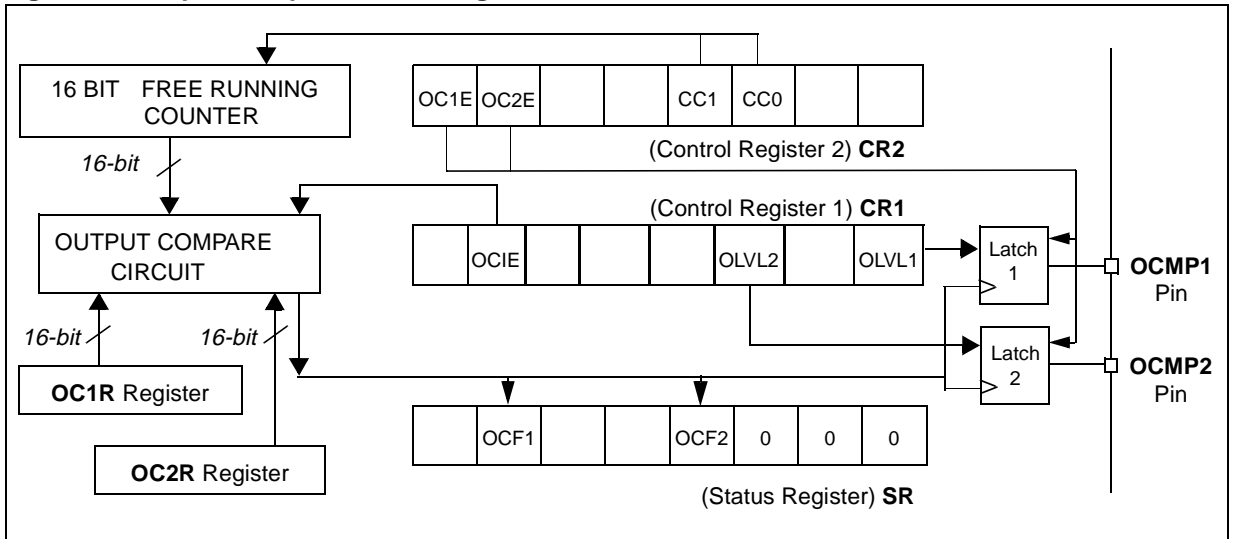 16 BIT FREE RUNNING
COUNTER
OC1E OC2E CC1 CC0
(Control Register 2) CR2
16-bit
(Control Register 1) CR1
OUTPUT COMPARE
CIRCUIT
OCIE OLVL2 OLVL1
Latch
1
OCMP1
Pin
16-bit 16-bit
Latch
2
OCMP2
Pin
OC1R Register
OCF1 OCF2 0 0 0
OC2R Register
(Status Register) SR